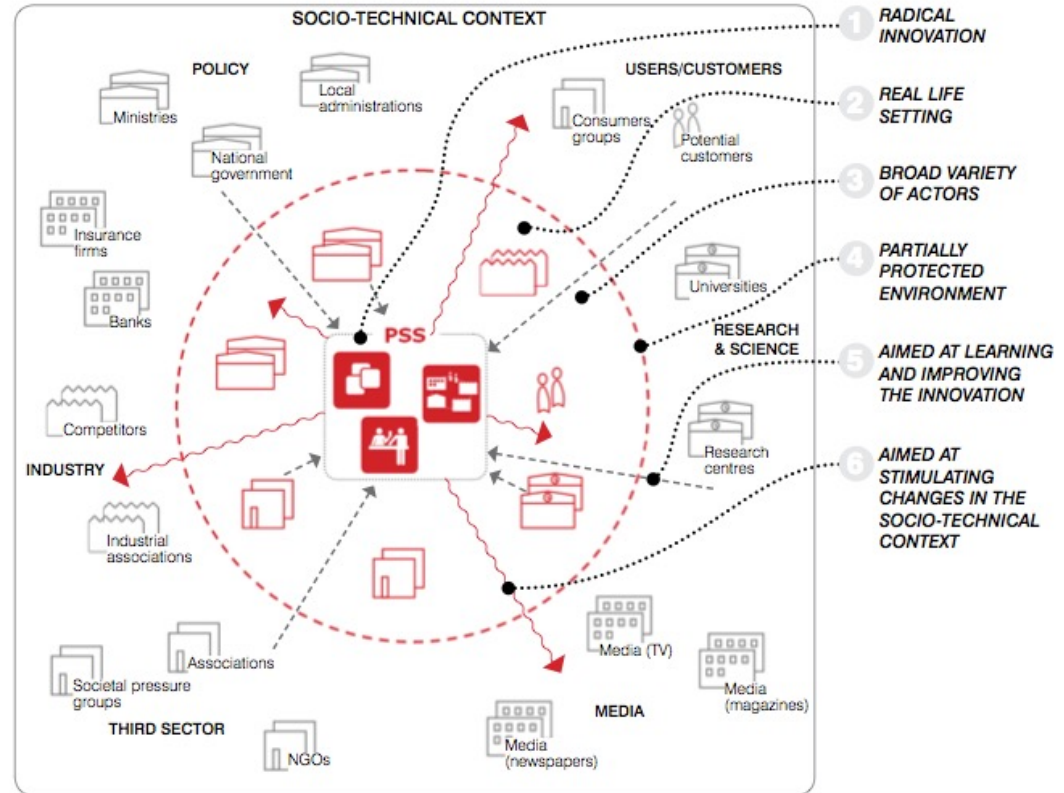 SOCIO-TECHNICAL CONTEXT
POLICY
Ministries
Local
administrations
National
government
USERS/CUSTOMERS
Consumers
groups
Potential
customers
Insurance
firms
Banks
Universities
RESEARCH
& SCIENCE
Research
centres
PSS
Competitors
INDUSTRY
Industrial
associations
Associations
Societal pressure
groups
THIRD SECTOR
NGOs
Media (TV)
Media
(magazines)
MEDIA
Media
(newspapers)
1 RADICAL
INNOVATION
2 REAL LIFE
SETTING
3 BROAD VARIETY
OF ACTORS
4 PARTIALLY
PROTECTED
ENVIRONMENT
5 AIMED AT LEARNING
AND IMPROVING
THE INNOVATION
6 AIMED AT
STIMULATING
CHANGES IN THE
SOCIO-TECHNICAL
CONTEXT